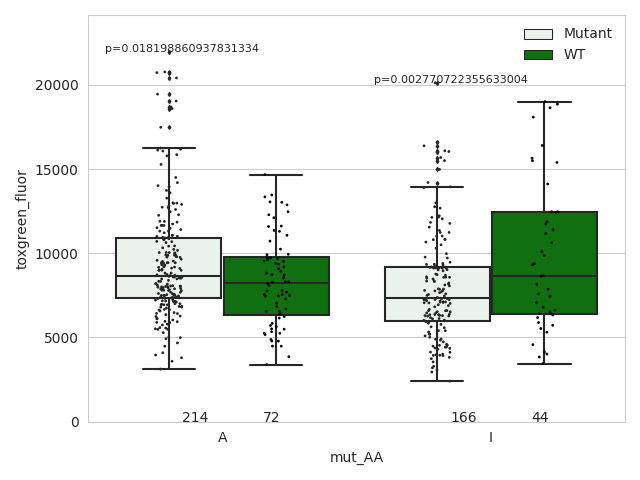 p=0.018198860937831334
p=0.002770722355633004
Mutant
WT
toxgreen_fluor
20000
15000
10000
5000
0
214
72
166
44
A
I
mut_AA